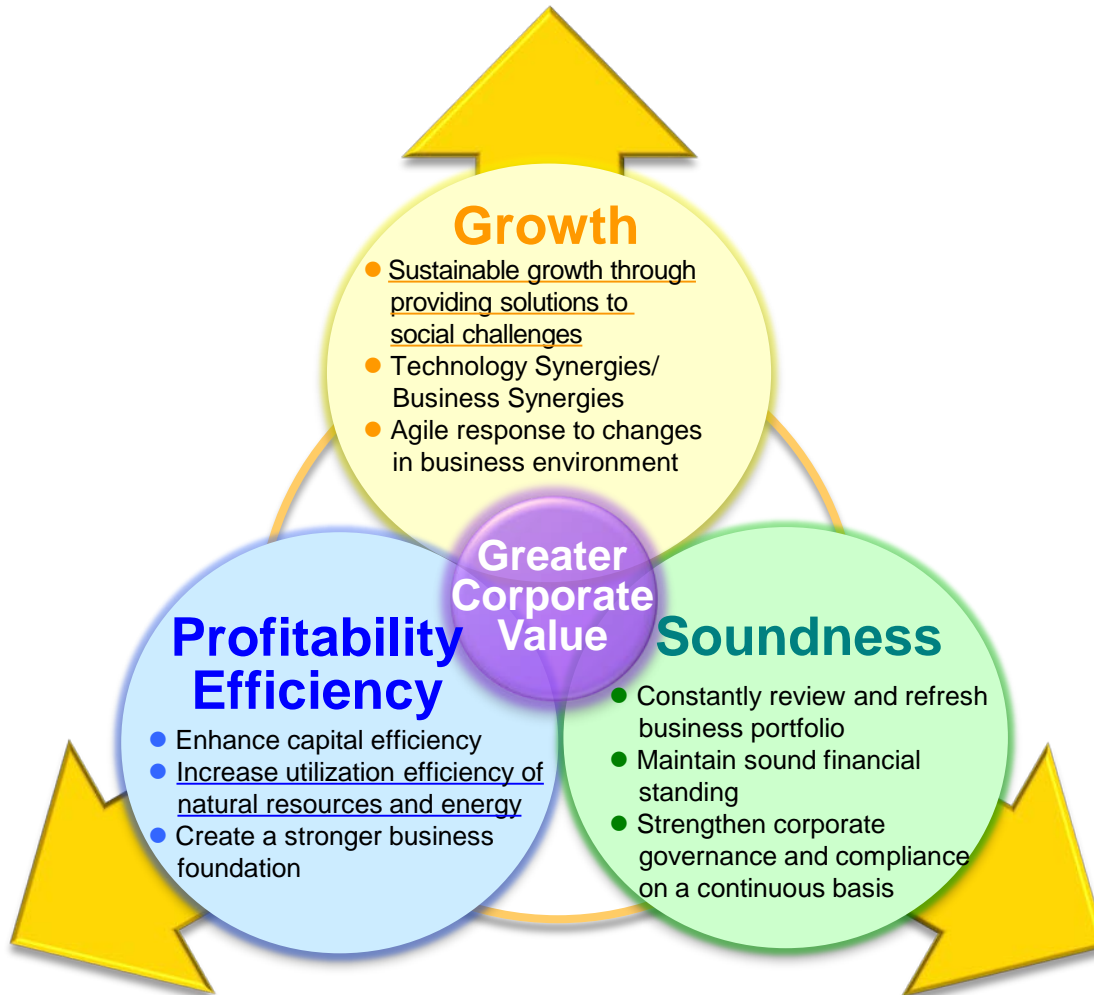 Growth
● Sustainable growth through
providing solutions to
social challenges
● Technology Synergies/
Business Synergies
● Agile response to changes
in business environment
Greater
Corporate
Value
Profitability
Efficiency
● Enhance capital efficiency
● Increase utilization efficiency of
natural resources and energy
● Create a stronger business
foundation
Soundness
● Constantly review and refresh
business portfolio
● Maintain sound financial
standing
● Strengthen corporate
governance and compliance
on a continuous basis